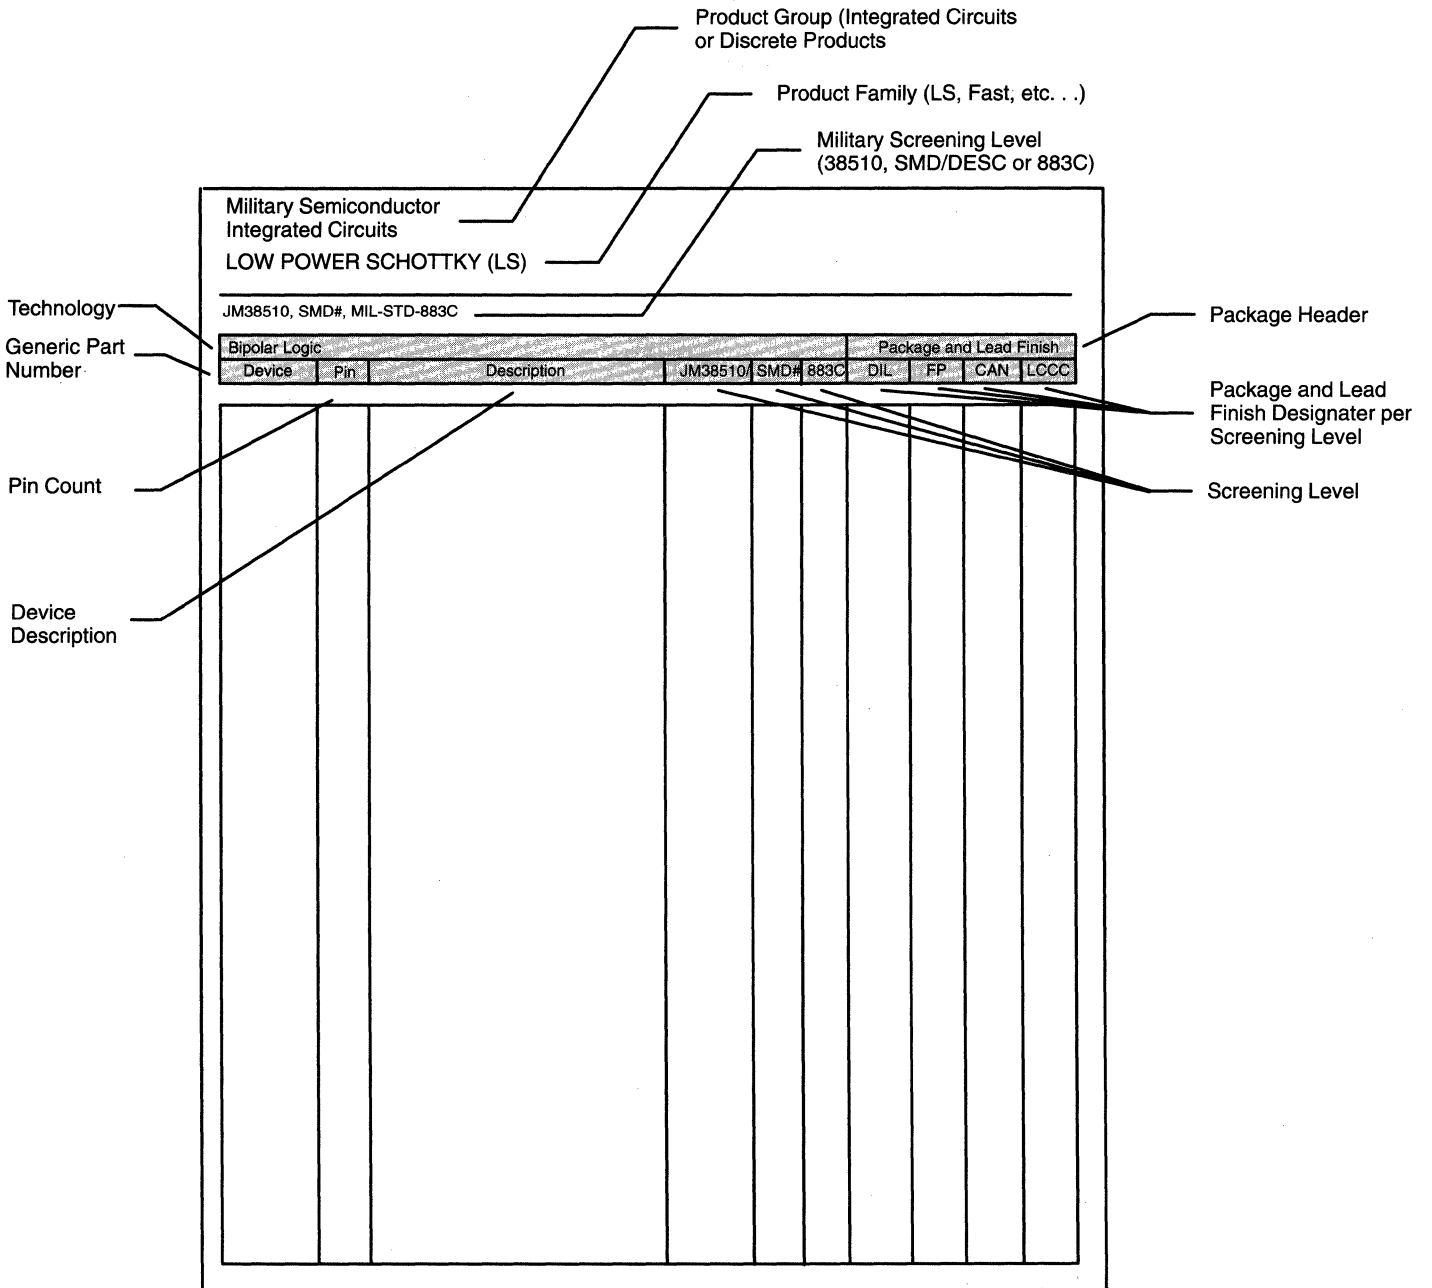 Product Group (Integrated Circuits
or Discrete Products
Product Family (LS, Fast, etc. . .)
Military Screening Level
(38510, SMD/DESC or 883C)
Military Semiconductor
Integrated Circuits
LOW POWER SCHOTTKY (LS)
JM38510, SMD#, MIL-STD-883C
Technology
Generic Part
Number
Package Header
Bipolar Logic
Package and Lead Finish
Device Pin Description JM38510/ SMD# 883C DIL FP CAN LCCC
Package and Lead
Finish Designater per
Screening Level
Pin Count
Screening Level
Device
Description